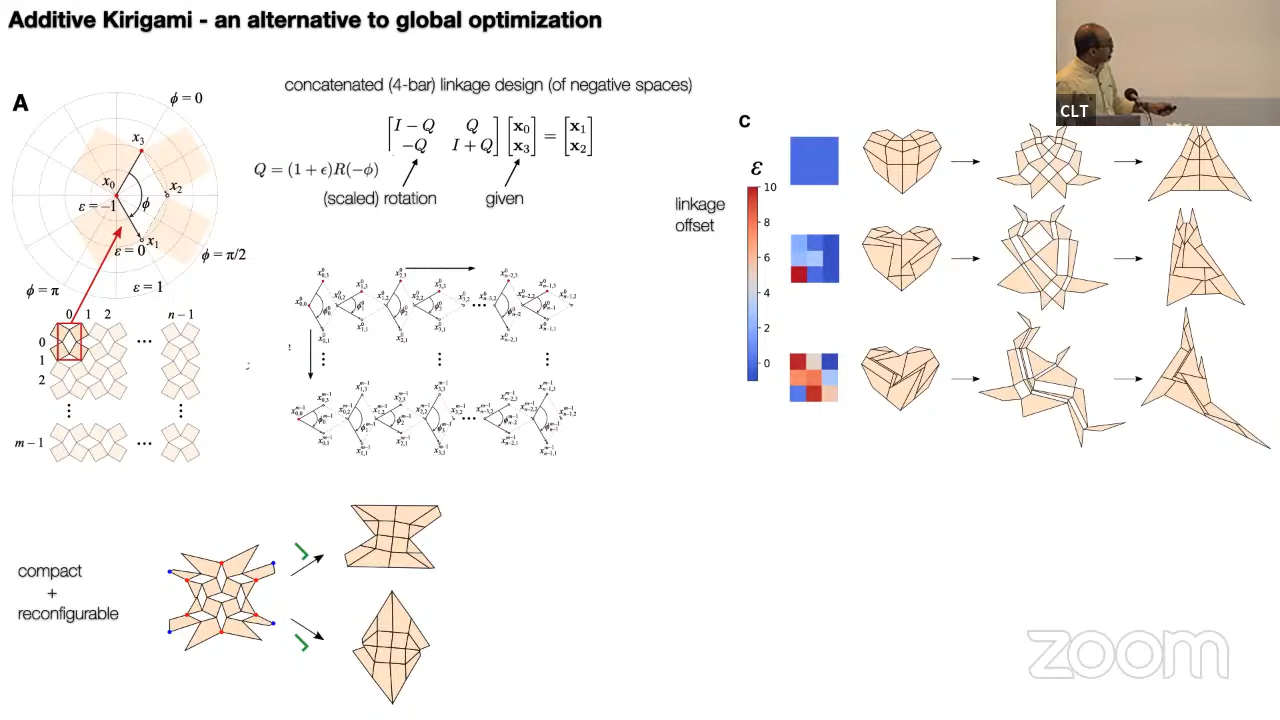 Additive Kirigami - an alternative to global optimization
concatenated (4-bar) linkage design (of negative spaces)
A
ϕ = 0
x3
x0
x2
ε = −1
ϕ
x1
ε = 0
ϕ = π/2
ϕ = π
ε = 1
[I − Q Q
−Q I + Q] [x0
x3] = [x1
x2]
Q = (1 + ϵ)R(−ϕ)
(scaled) rotation
given
0 1 2 n−1
0
1
2
m−1
C
CLT
linkage
offset
ε
10
8
6
4
2
0
compact
+
reconfigurable
zoom